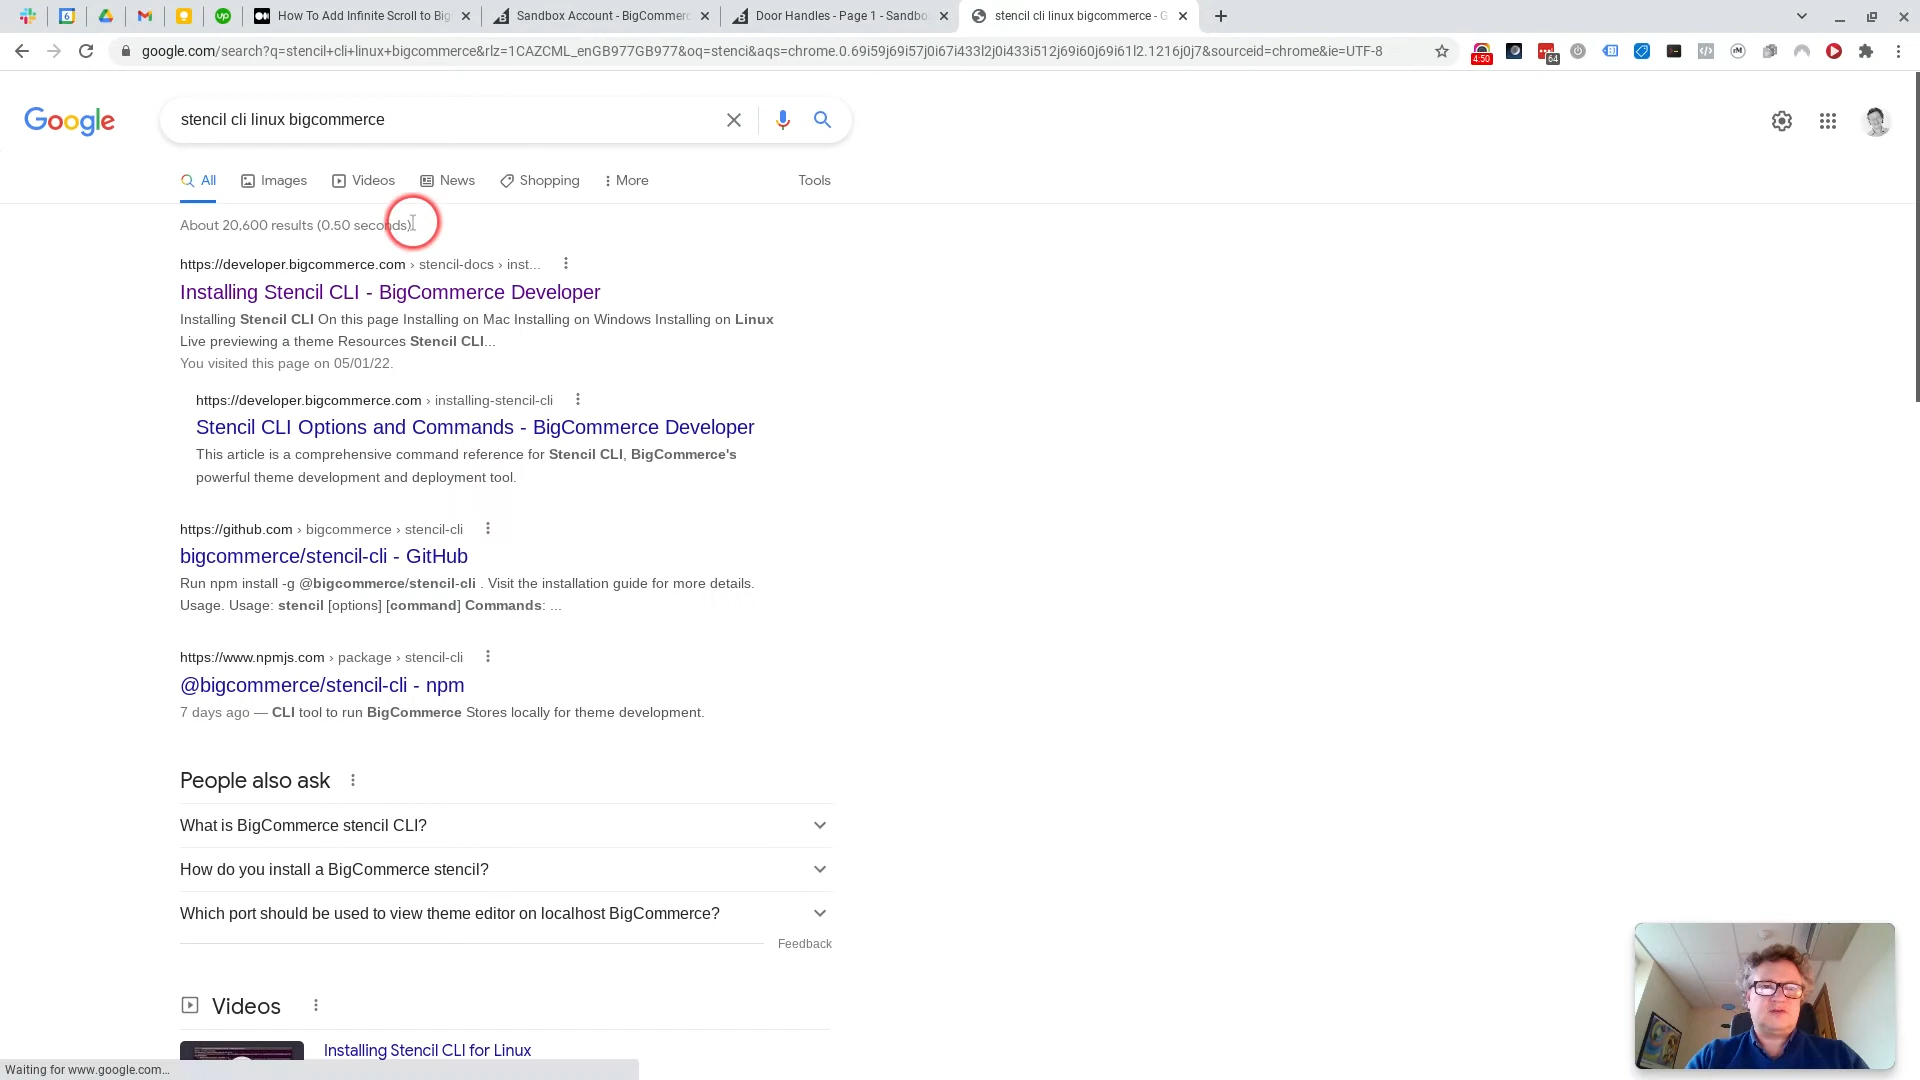 How To Add Infinite Scroll to Big
Sandbox Account - BigCommerc
Door Handles - Page 1 - Sandbo
stencil cli linux bigcommerce - G
google.com/search?q=stencil+cli+linux+bigcommerce&rlz=1CAZCML_enGB977GB977&oq=stenci&aqs=chrome.0.69i59j69i57j0i67i433l2j0i433i512j69i60j69i61l2.1216j0j7&sourceid=chrome&ie=UTF-8
4:50
64
Google
stencil cli linux bigcommerce
All
Images
Videos
News
Shopping
More
Tools
About 20,600 results (0.50 seconds)
https://developer.bigcommerce.com › stencil-docs › inst...
Installing Stencil CLI - BigCommerce Developer
Installing Stencil CLI On this page Installing on Mac Installing on Windows Installing on Linux
Live previewing a theme Resources Stencil CLI...
You visited this page on 05/01/22.
https://developer.bigcommerce.com › installing-stencil-cli
Stencil CLI Options and Commands - BigCommerce Developer
This article is a comprehensive command reference for Stencil CLI, BigCommerce's
powerful theme development and deployment tool.
https://github.com › bigcommerce › stencil-cli
bigcommerce/stencil-cli - GitHub
Run npm install -g @bigcommerce/stencil-cli . Visit the installation guide for more details.
Usage. Usage: stencil [options] [command] Commands: ...
https://www.npmjs.com › package › stencil-cli
@bigcommerce/stencil-cli - npm
7 days ago — CLI tool to run BigCommerce Stores locally for theme development.
People also ask
What is BigCommerce stencil CLI?
How do you install a BigCommerce stencil?
Which port should be used to view theme editor on localhost BigCommerce?
Feedback
Videos
Installing Stencil CLI for Linux
Waiting for www.google.com...